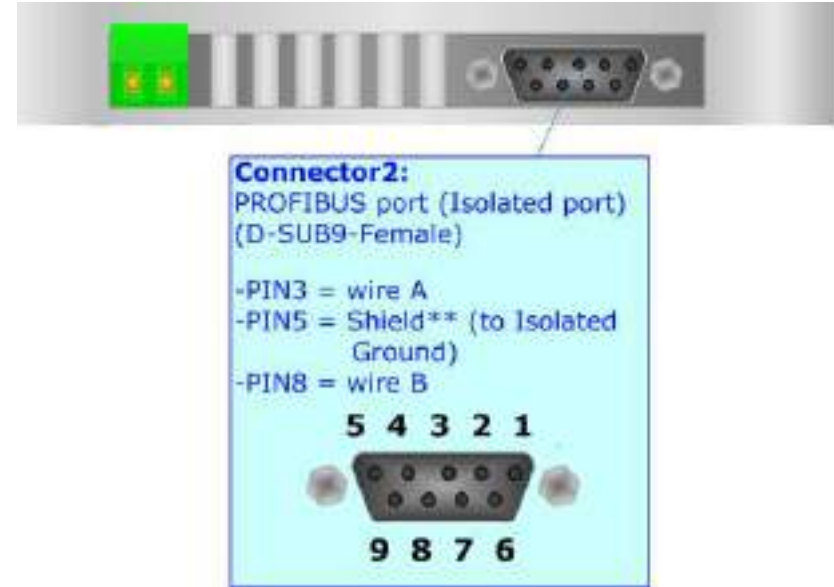 Connector2:
PROFIBUS port (Isolated port)
(D-SUB9-Female)
-PIN3 = wire A
-PIN5 = Shield** (to Isolated
Ground)
-PIN8 = wire B
5 4 3 2 1
9 8 7 6